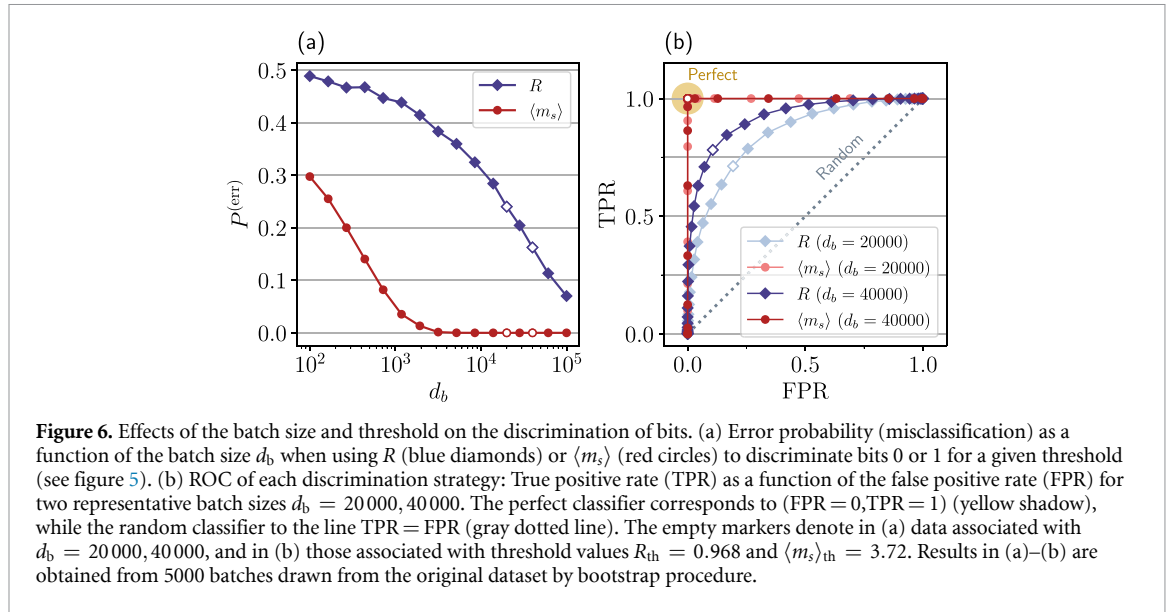 (a)
0.5
0.4
0.3
0.2
0.1
0.0
P^(err)
10^2
10^3
10^4
10^5
d_b
R
⟨m_s⟩
(b)
Perfect
1.0
0.5
0.0
TPR
Random
R (d_b = 20000)
⟨m_s⟩ (d_b = 20000)
R (d_b = 40000)
⟨m_s⟩ (d_b = 40000)
0.0
0.5
1.0
FPR
Figure 6. Effects of the batch size and threshold on the discrimination of bits. (a) Error probability (misclassification) as a
function of the batch size d_b when using R (blue diamonds) or ⟨m_s⟩ (red circles) to discriminate bits 0 or 1 for a given threshold
(see figure 5). (b) ROC of each discrimination strategy: True positive rate (TPR) as a function of the false positive rate (FPR) for
two representative batch sizes d_b = 20 000, 40 000. The perfect classifier corresponds to (FPR = 0,TPR = 1) (yellow shadow),
while the random classifier to the line TPR = FPR (gray dotted line). The empty markers denote in (a) data associated with
d_b = 20 000, 40 000, and in (b) those associated with threshold values R_th = 0.968 and ⟨m_s⟩_th = 3.72. Results in (a)–(b) are
obtained from 5000 batches drawn from the original dataset by bootstrap procedure.